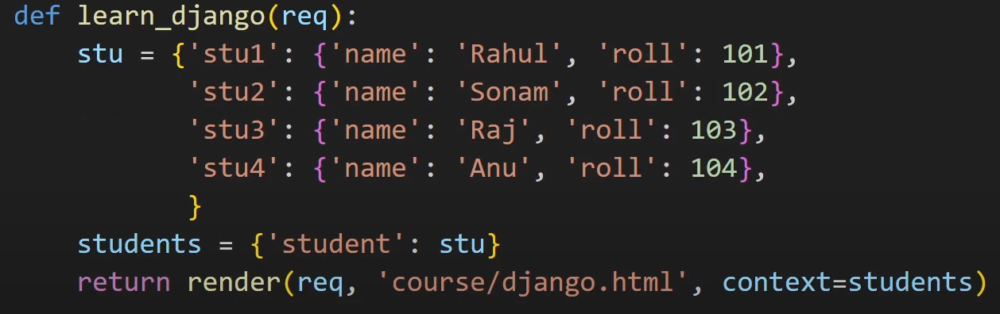 def learn_django(req):
    stu = {'stu1': {'name': 'Rahul', 'roll': 101},
           'stu2': {'name': 'Sonam', 'roll': 102},
           'stu3': {'name': 'Raj', 'roll': 103},
           'stu4': {'name': 'Anu', 'roll': 104},
           }
    students = {'student': stu}
    return render(req, 'course/django.html', context=students)